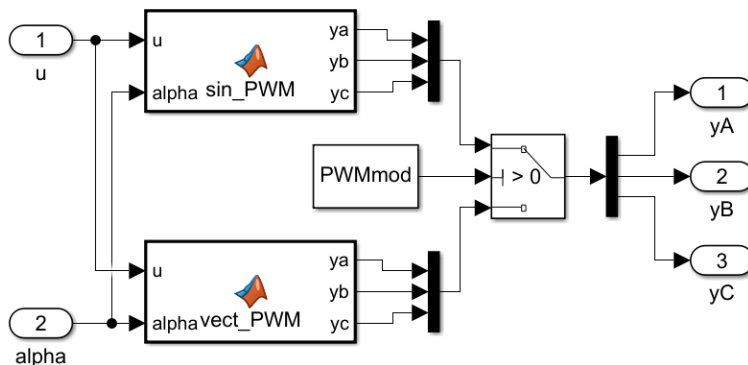 1
u
u
alpha
sin_PWM
ya
yb
yc
PWMmod
> 0
1
yA
2
yB
3
yC
u
alpha
vect_PWM
ya
yb
yc
2
alpha